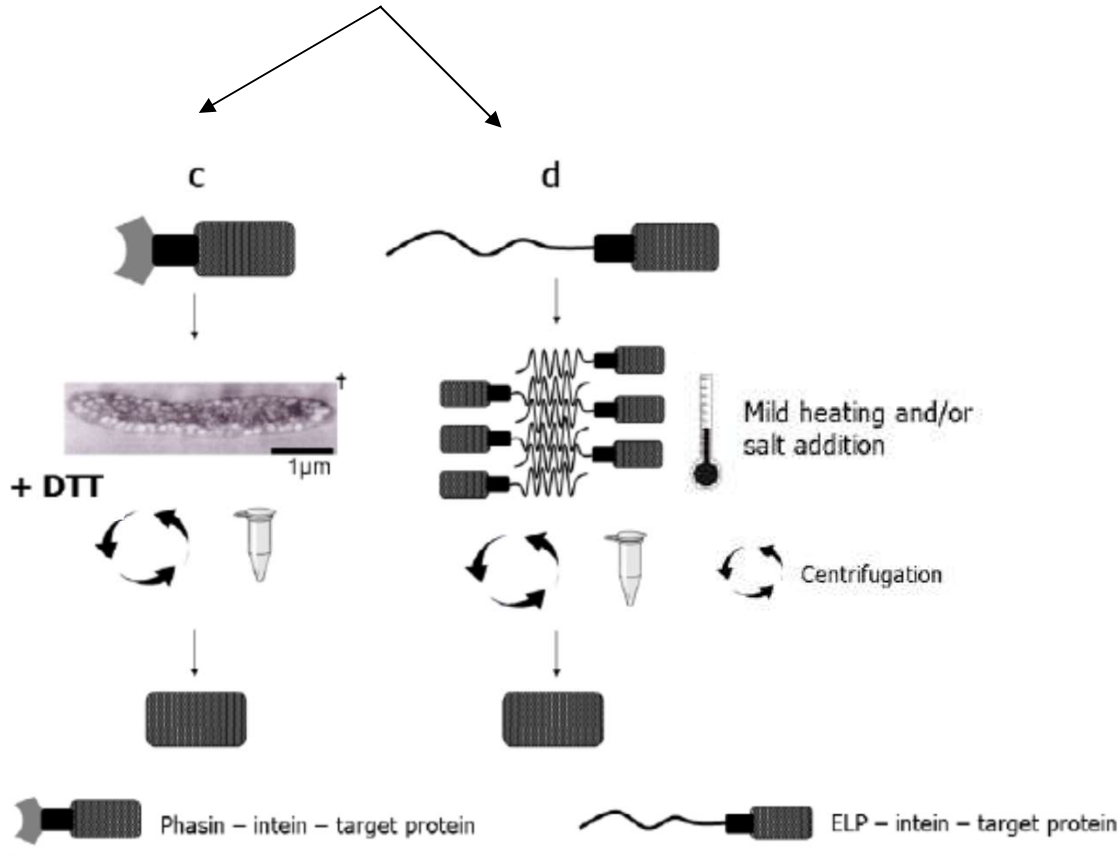 c
d
†
1μm
+ DTT
Mild heating and/or
salt addition
Centrifugation
Phasin – intein – target protein
ELP – intein – target protein